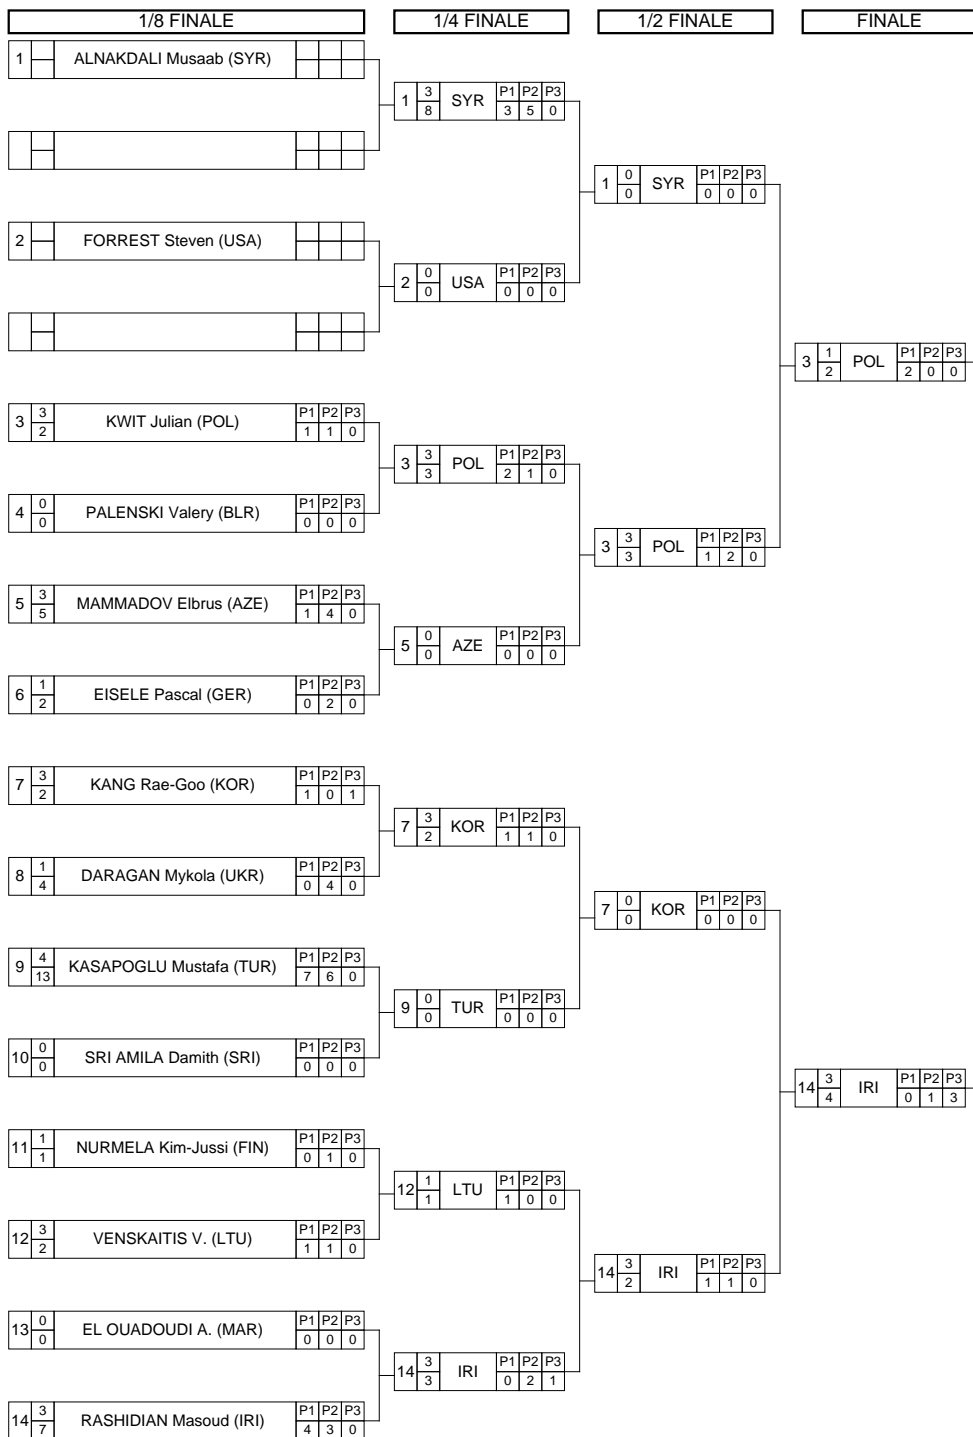 1/8 FINALE 1/4 FINALE 1/2 FINALE FINALE
1 ALNAKDALI Musaab (SYR)
1 3 8 SYR P1 P2 P3 3 5 0
1 0 0 SYR P1 P2 P3 0 0 0
2 FORREST Steven (USA)
2 0 0 USA P1 P2 P3 0 0 0
3 1 2 POL P1 P2 P3 2 0 0
3 3 2 KWIT Julian (POL) P1 P2 P3 1 1 0
3 3 3 POL P1 P2 P3 2 1 0
4 0 0 PALENSKI Valery (BLR) P1 P2 P3 0 0 0
3 3 3 POL P1 P2 P3 1 2 0
5 3 5 MAMMADOV Elbrus (AZE) P1 P2 P3 1 4 0
5 0 0 AZE P1 P2 P3 0 0 0
6 1 2 EISELE Pascal (GER) P1 P2 P3 0 2 0
7 3 2 KANG Rae-Goo (KOR) P1 P2 P3 1 0 1
7 3 2 KOR P1 P2 P3 1 1 0
8 1 4 DARAGAN Mykola (UKR) P1 P2 P3 0 4 0
7 0 0 KOR P1 P2 P3 0 0 0
9 4 13 KASAPOGLU Mustafa (TUR) P1 P2 P3 7 6 0
9 0 0 TUR P1 P2 P3 0 0 0
10 0 0 SRI AMILA Damith (SRI) P1 P2 P3 0 0 0
14 3 4 IRI P1 P2 P3 0 1 3
11 1 1 NURMELA Kim-Jussi (FIN) P1 P2 P3 0 1 0
12 1 1 LTU P1 P2 P3 1 0 0
12 3 2 VENSKAITIS V. (LTU) P1 P2 P3 1 1 0
14 3 2 IRI P1 P2 P3 1 1 0
13 0 0 EL OUADOUDI A. (MAR) P1 P2 P3 0 0 0
14 3 3 IRI P1 P2 P3 0 2 1
14 3 7 RASHIDIAN Masoud (IRI) P1 P2 P3 4 3 0